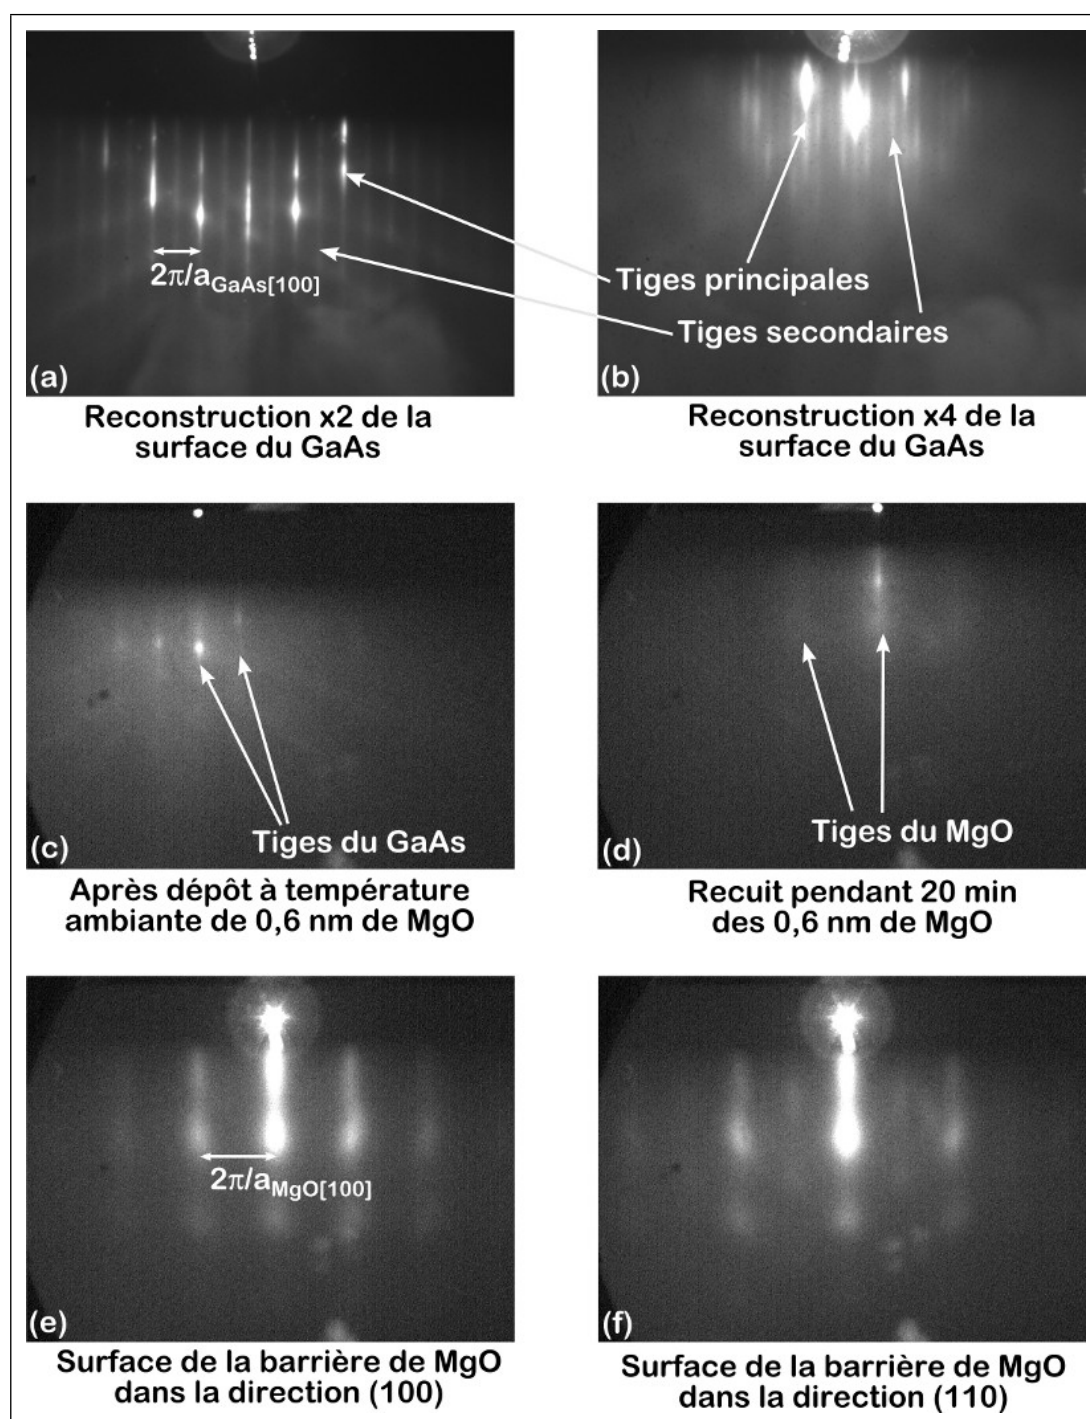 2π/aGaAs[100]
Tiges principales
Tiges secondaires
(a)
(b)
Reconstruction x2 de la
surface du GaAs
Reconstruction x4 de la
surface du GaAs
Tiges du GaAs
(c)
Tiges du MgO
(d)
Après dépôt à température
ambiante de 0,6 nm de MgO
Recuit pendant 20 min
des 0,6 nm de MgO
2π/aMgO[100]
(e)
(f)
Surface de la barrière de MgO
dans la direction (100)
Surface de la barrière de MgO
dans la direction (110)